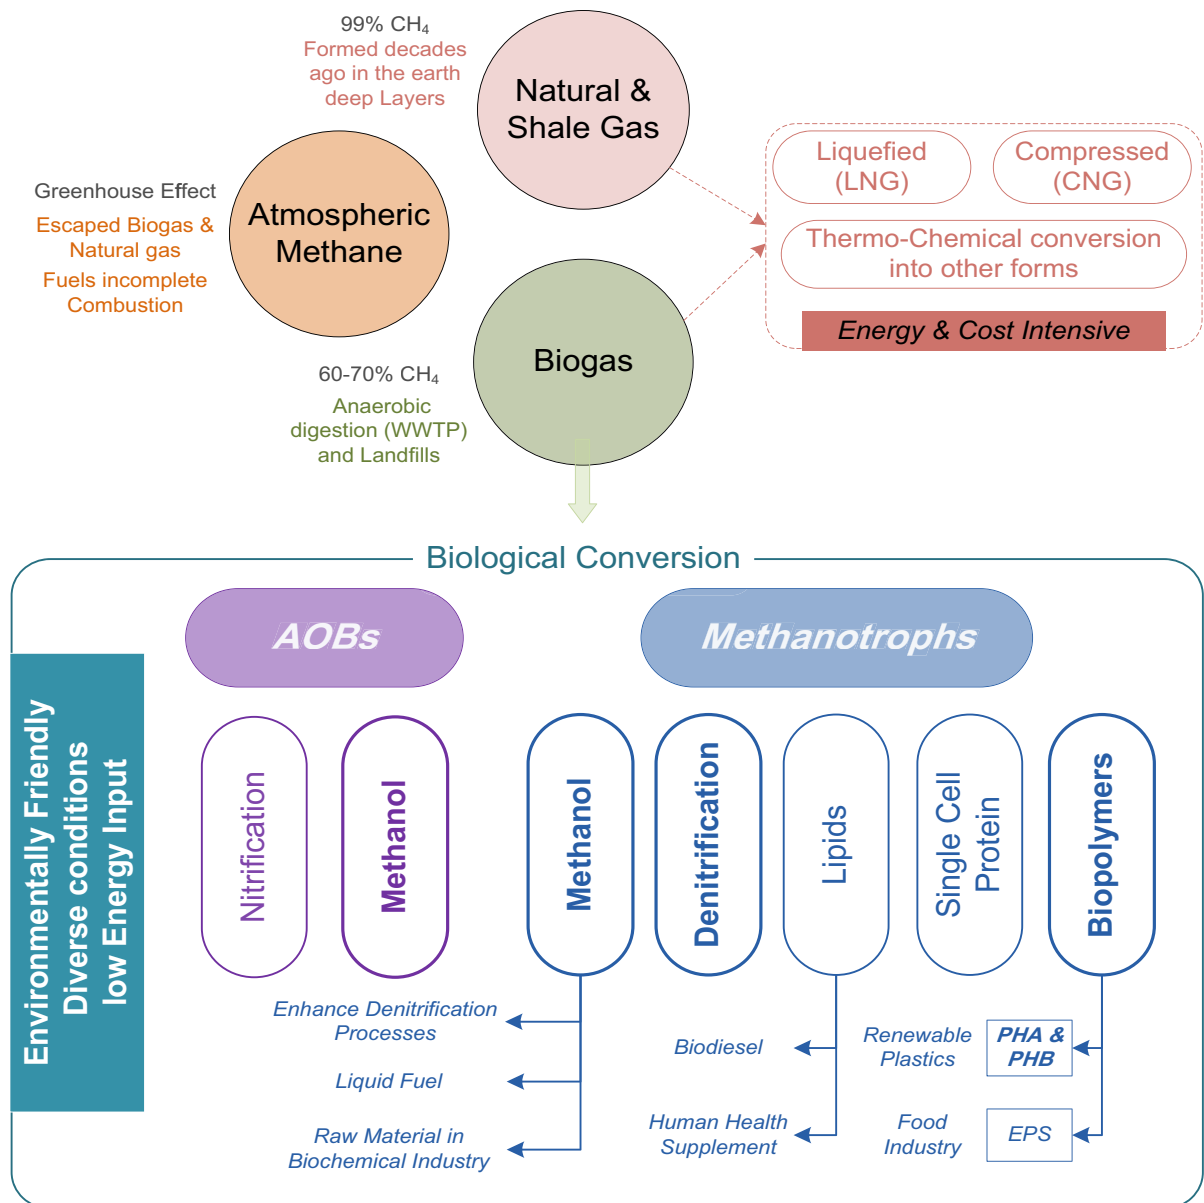 99% CH₄
Formed decades
ago in the earth
deep Layers
Natural &
Shale Gas
Liquefied
(LNG)
Compressed
(CNG)
Greenhouse Effect
Escaped Biogas &
Natural gas
Fuels incomplete
Combustion
Atmospheric
Methane
Thermo-Chemical conversion
into other forms
Energy & Cost Intensive
60-70% CH₄
Anaerobic
digestion (WWTP)
and Landfills
Biogas
Biological Conversion
AOBs
Methanotrophs
Environmentally Friendly
Diverse conditions
low Energy Input
Nitrification
Methanol
Methanol
Denitrification
Lipids
Single Cell
Protein
Biopolymers
Enhance Denitrification
Processes
Liquid Fuel
Raw Material in
Biochemical Industry
Biodiesel
Human Health
Supplement
Renewable
Plastics
PHA &
PHB
Food
Industry
EPS